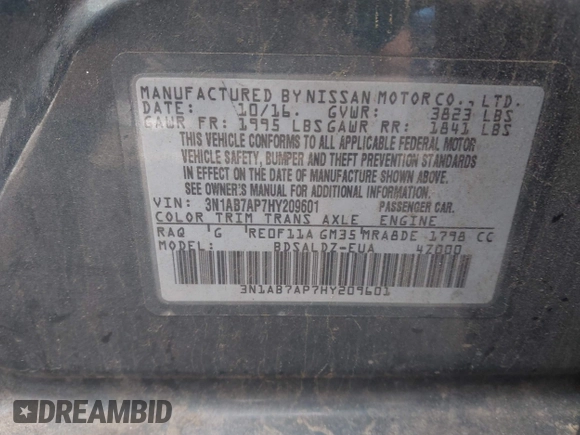 MANUFACTURED BY NISSAN MOTOR CO., LTD.
DATE: 10/16. GVWR: 3823 LBS
GAWR FR: 1995 LBS GAWR RR: 1841 LBS
THIS VEHICLE CONFORMS TO ALL APPLICABLE FEDERAL MOTOR
VEHICLE SAFETY, BUMPER AND THEFT PREVENTION STANDARDS
IN EFFECT ON THE DATE OF MANUFACTURE SHOWN ABOVE.
SEE OWNER'S MANUAL FOR ADDITIONAL INFORMATION
VIN: 3N1AB7AP7HY209601 PASSENGER CAR.
COLOR TRIM TRANS AXLE ENGINE
RAQ G RE0F11A GM35 MRA8DE 1798 CC
MODEL: BDSALDZ-EUA 4Z000
3N1AB7AP7HY209601
DREAMBID